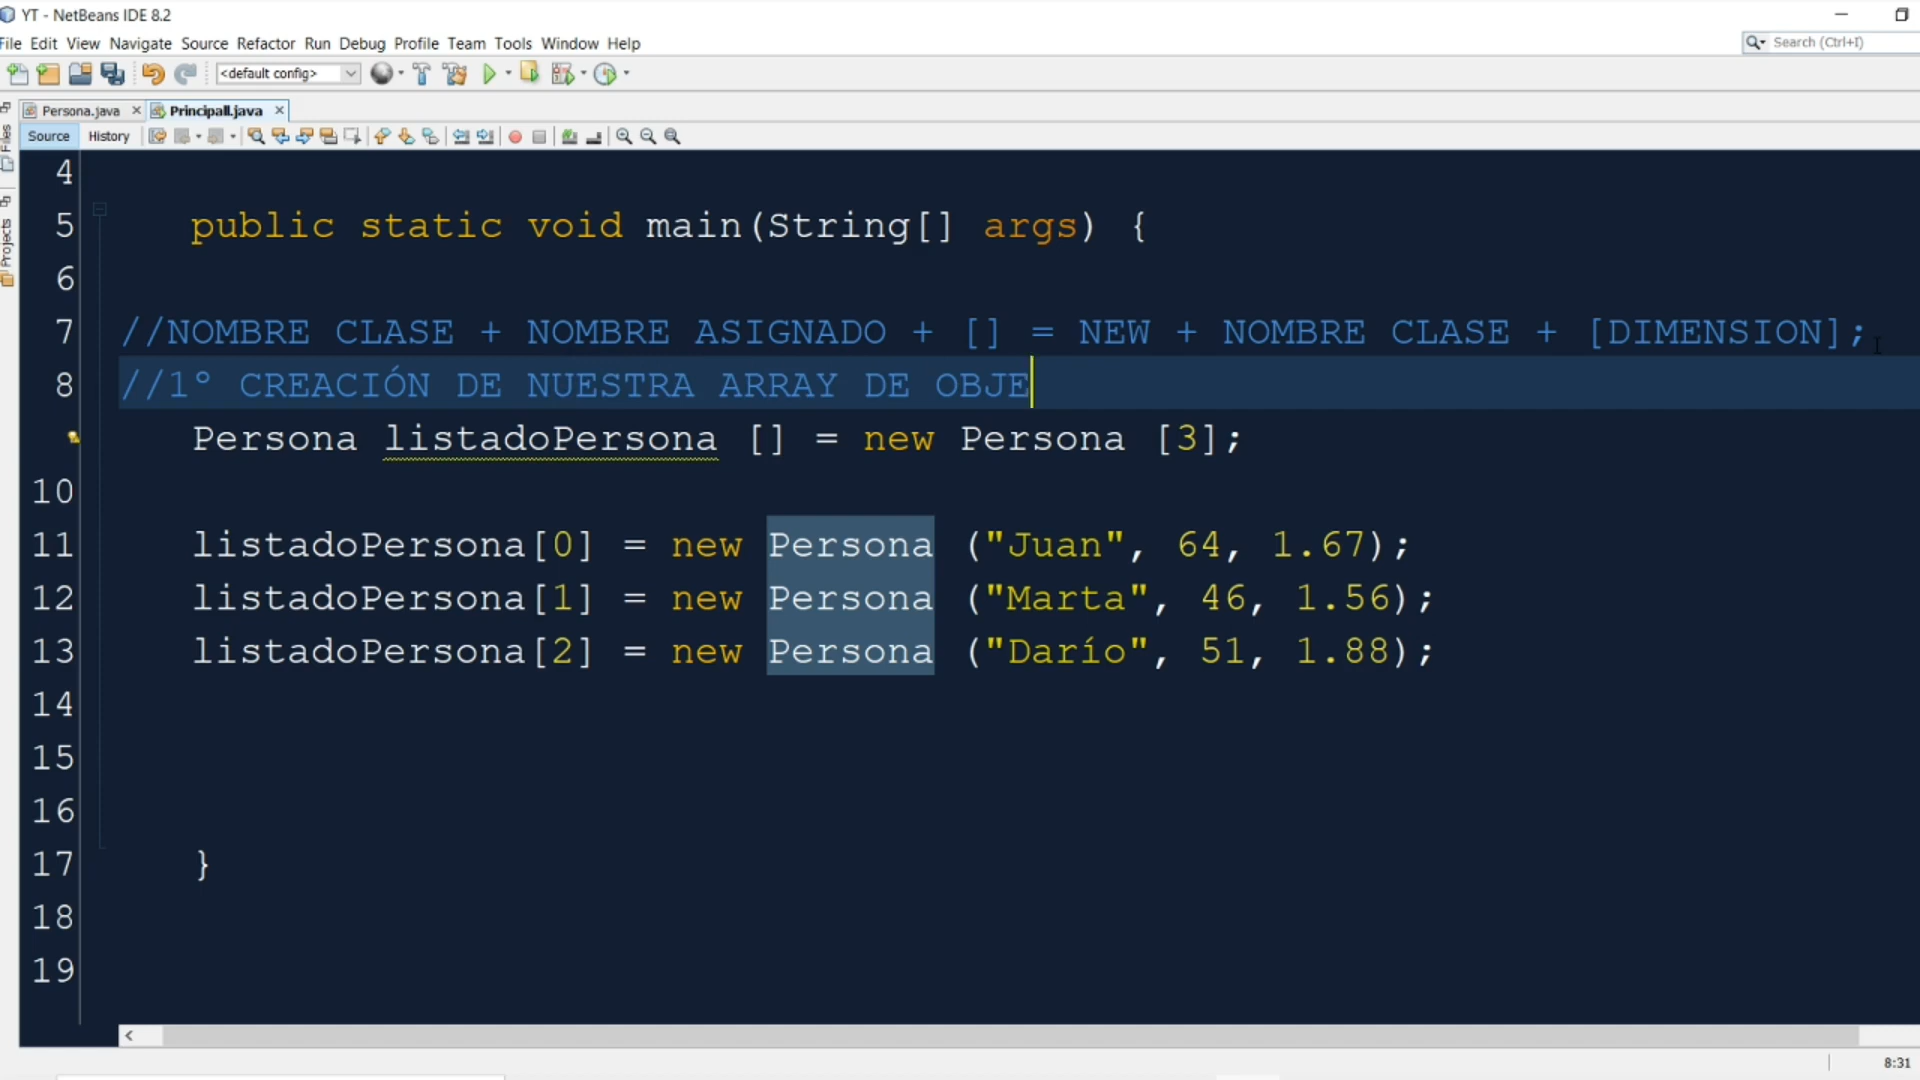 YT - NetBeans IDE 8.2
File Edit View Navigate Source Refactor Run Debug Profile Team Tools Window Help
Search (Ctrl+I)
<default config>
Persona.java Principall.java
Source History
Files
Projects
4
5 public static void main(String[] args) {
6
7 //NOMBRE CLASE + NOMBRE ASIGNADO + [] = NEW + NOMBRE CLASE + [DIMENSION];
8 //1º CREACIÓN DE NUESTRA ARRAY DE OBJE
Persona listadoPersona [] = new Persona [3];
10
11 listadoPersona[0] = new Persona ("Juan", 64, 1.67);
12 listadoPersona[1] = new Persona ("Marta", 46, 1.56);
13 listadoPersona[2] = new Persona ("Darío", 51, 1.88);
14
15
16
17 }
18
19
8:31